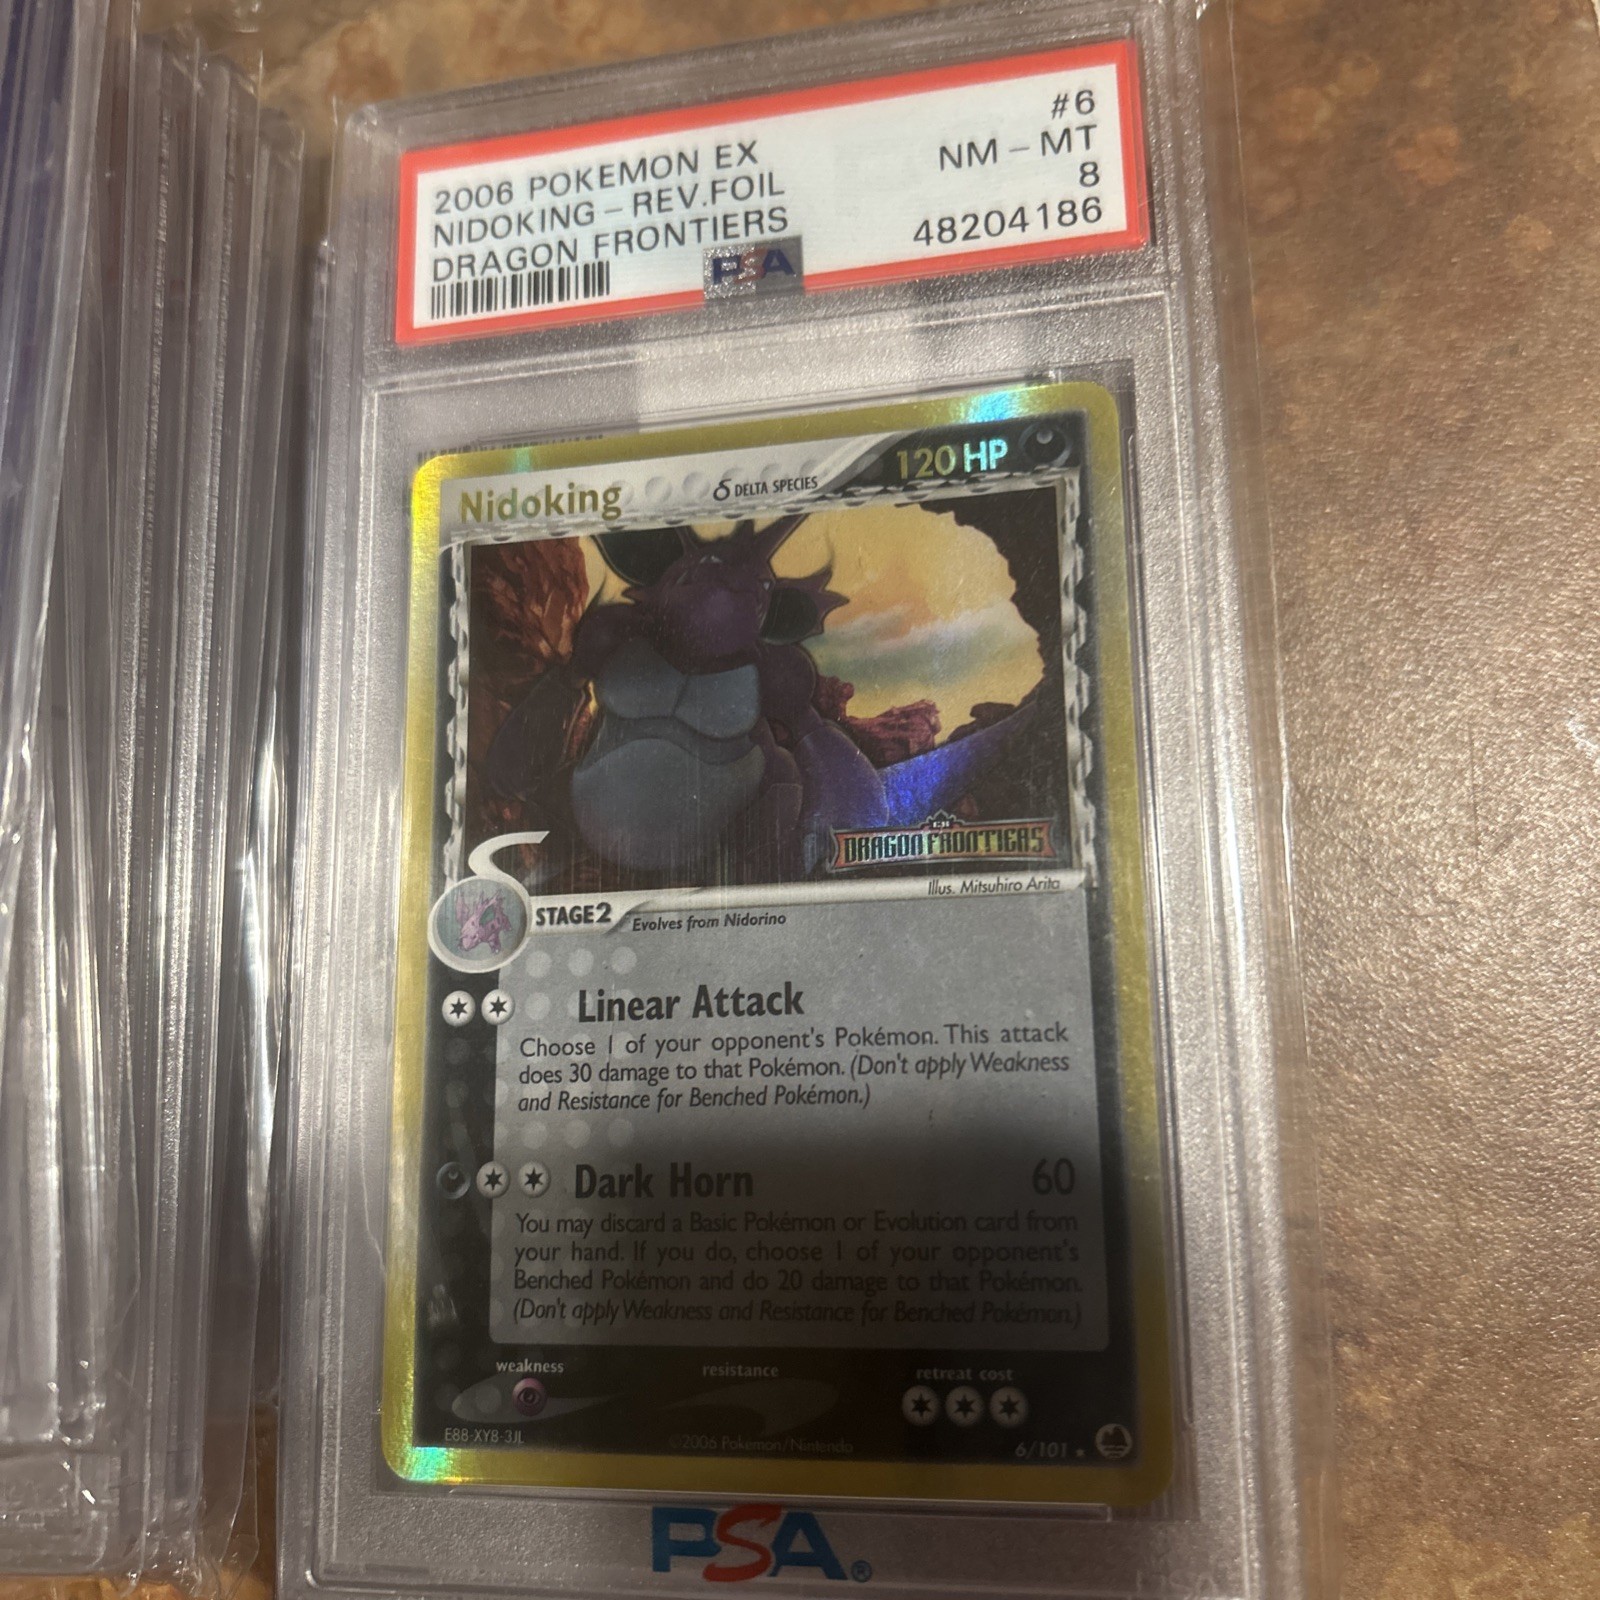 2006 POKEMON EX
NIDOKING - REV.FOIL
DRAGON FRONTIERS
#6
NM - MT
8
48204186
PSA
Nidoking
δ DELTA SPECIES
120 HP
EX
DRAGON FRONTIERS
Illus. Mitsuhiro Arita
STAGE2
Evolves from Nidorino
Linear Attack
Choose 1 of your opponent's Pokémon. This attack
does 30 damage to that Pokémon. (Don't apply Weakness
and Resistance for Benched Pokémon.)
Dark Horn 60
You may discard a Basic Pokémon or Evolution card from
your hand. If you do, choose 1 of your opponent's
Benched Pokémon and do 20 damage to that Pokémon.
(Don't apply Weakness and Resistance for Benched Pokémon.)
weakness
resistance
retreat cost
E88-XY8-3JL
©2006 Pokémon/Nintendo
6/101 ★
PSA®